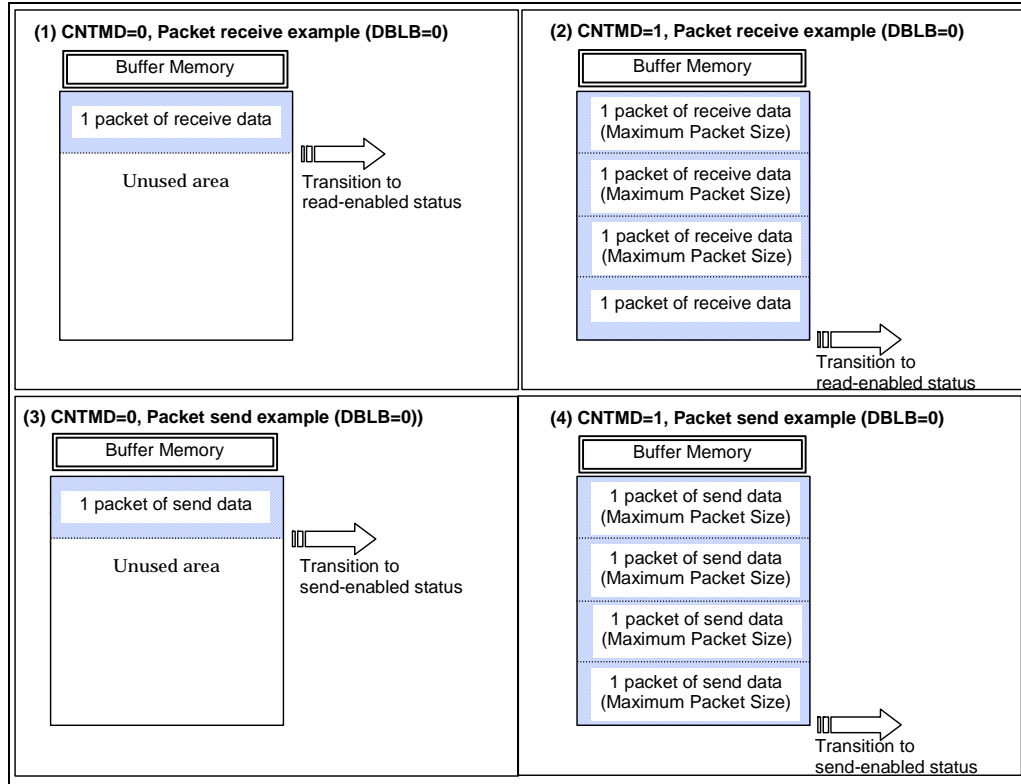 (1) CNTMD=0, Packet receive example (DBLB=0)
Buffer Memory
1 packet of receive data
Unused area
Transition to
read-enabled status
(2) CNTMD=1, Packet receive example (DBLB=0)
Buffer Memory
1 packet of receive data
(Maximum Packet Size)
1 packet of receive data
(Maximum Packet Size)
1 packet of receive data
(Maximum Packet Size)
1 packet of receive data
Transition to
read-enabled status
(3) CNTMD=0, Packet send example (DBLB=0))
Buffer Memory
1 packet of send data
Unused area
Transition to
send-enabled status
(4) CNTMD=1, Packet send example (DBLB=0)
Buffer Memory
1 packet of send data
(Maximum Packet Size)
1 packet of send data
(Maximum Packet Size)
1 packet of send data
(Maximum Packet Size)
1 packet of send data
(Maximum Packet Size)
Transition to
send-enabled status